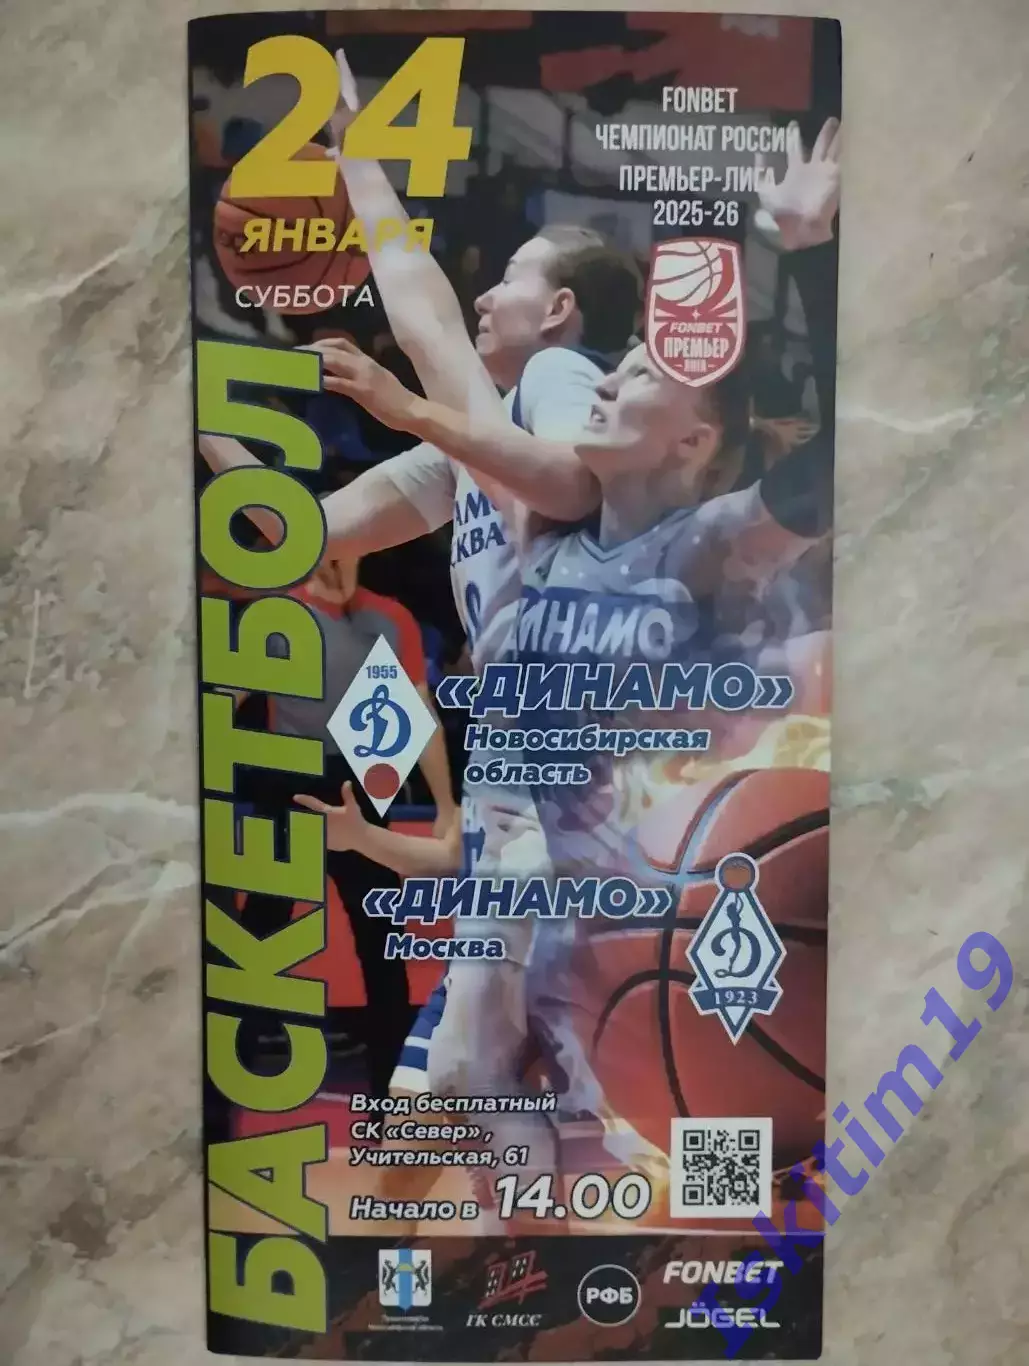 24
ЯНВАРЯ
СУББОТА
БАСКЕТБОЛ
FONBET
ЧЕМПИОНАТ РОССИИ
ПРЕМЬЕР-ЛИГА
2025-26
FONBET
ПРЕМЬЕР
ЛИГА
ДИНАМО
1955
Д
«ДИНАМО»
Новосибирская
область
«ДИНАМО»
Москва
Д
1923
Вход бесплатный
СК «Север»,
Учительская, 61
Начало в 14.00
ГК СМСС
РФБ
FONBET
JÖGEL
Iskitim19